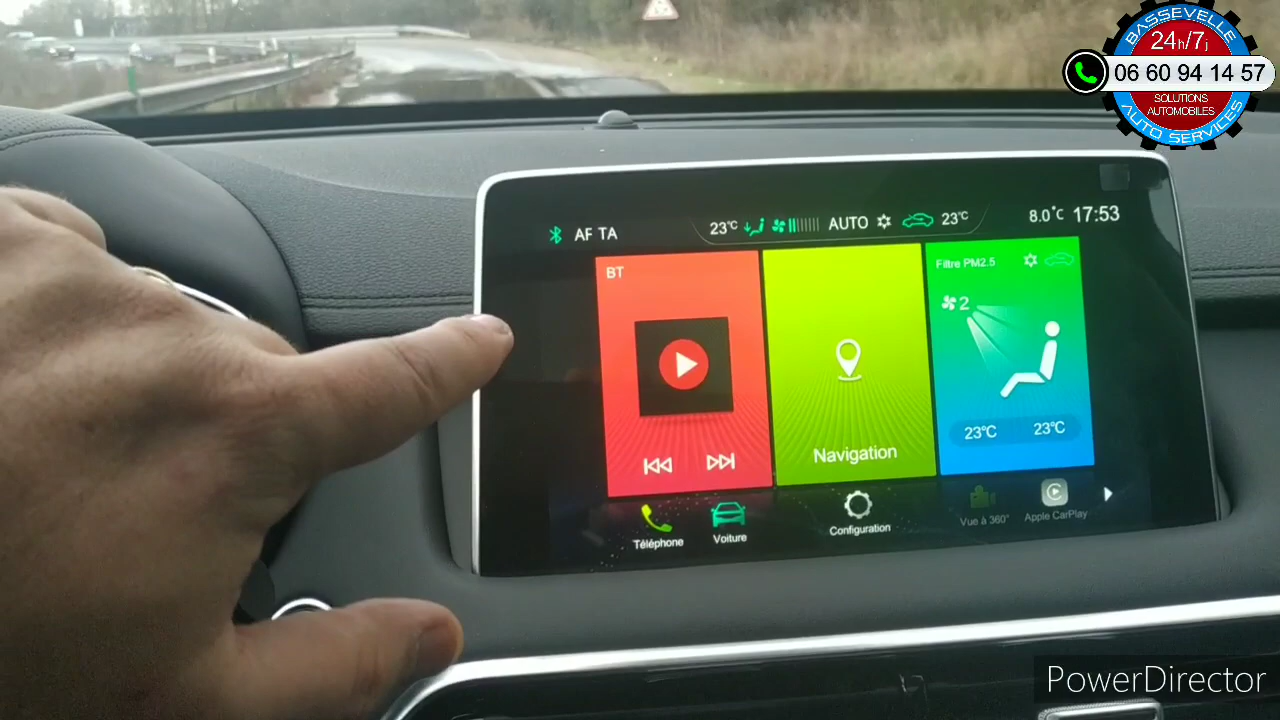 BASSEVELLE
24h/7j
06 60 94 14 57
SOLUTIONS
AUTOMOBILES
AUTO SERVICES
AF TA
23°C
AUTO
23°C
8.0°C 17:53
BT
Filtre PM2.5
2
Navigation
23°C
23°C
Téléphone
Voiture
Configuration
Vue à 360°
Apple CarPlay
PowerDirector